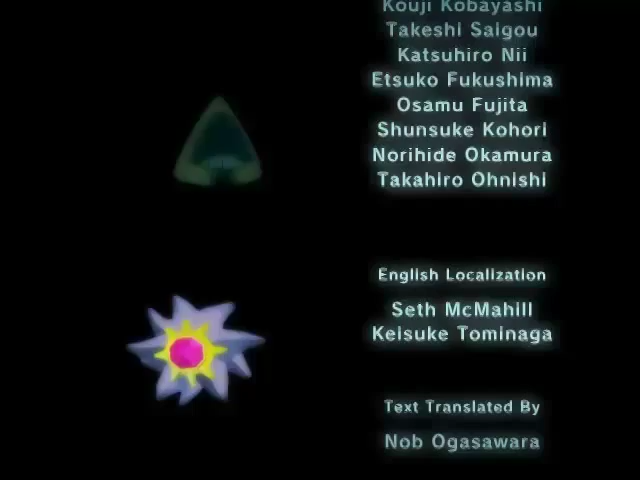 Kouji Kobayashi
Takeshi Saigou
Katsuhiro Nii
Etsuko Fukushima
Osamu Fujita
Shunsuke Kohori
Norihide Okamura
Takahiro Ohnishi
English Localization
Seth McMahill
Keisuke Tominaga
Text Translated By
Nob Ogasawara